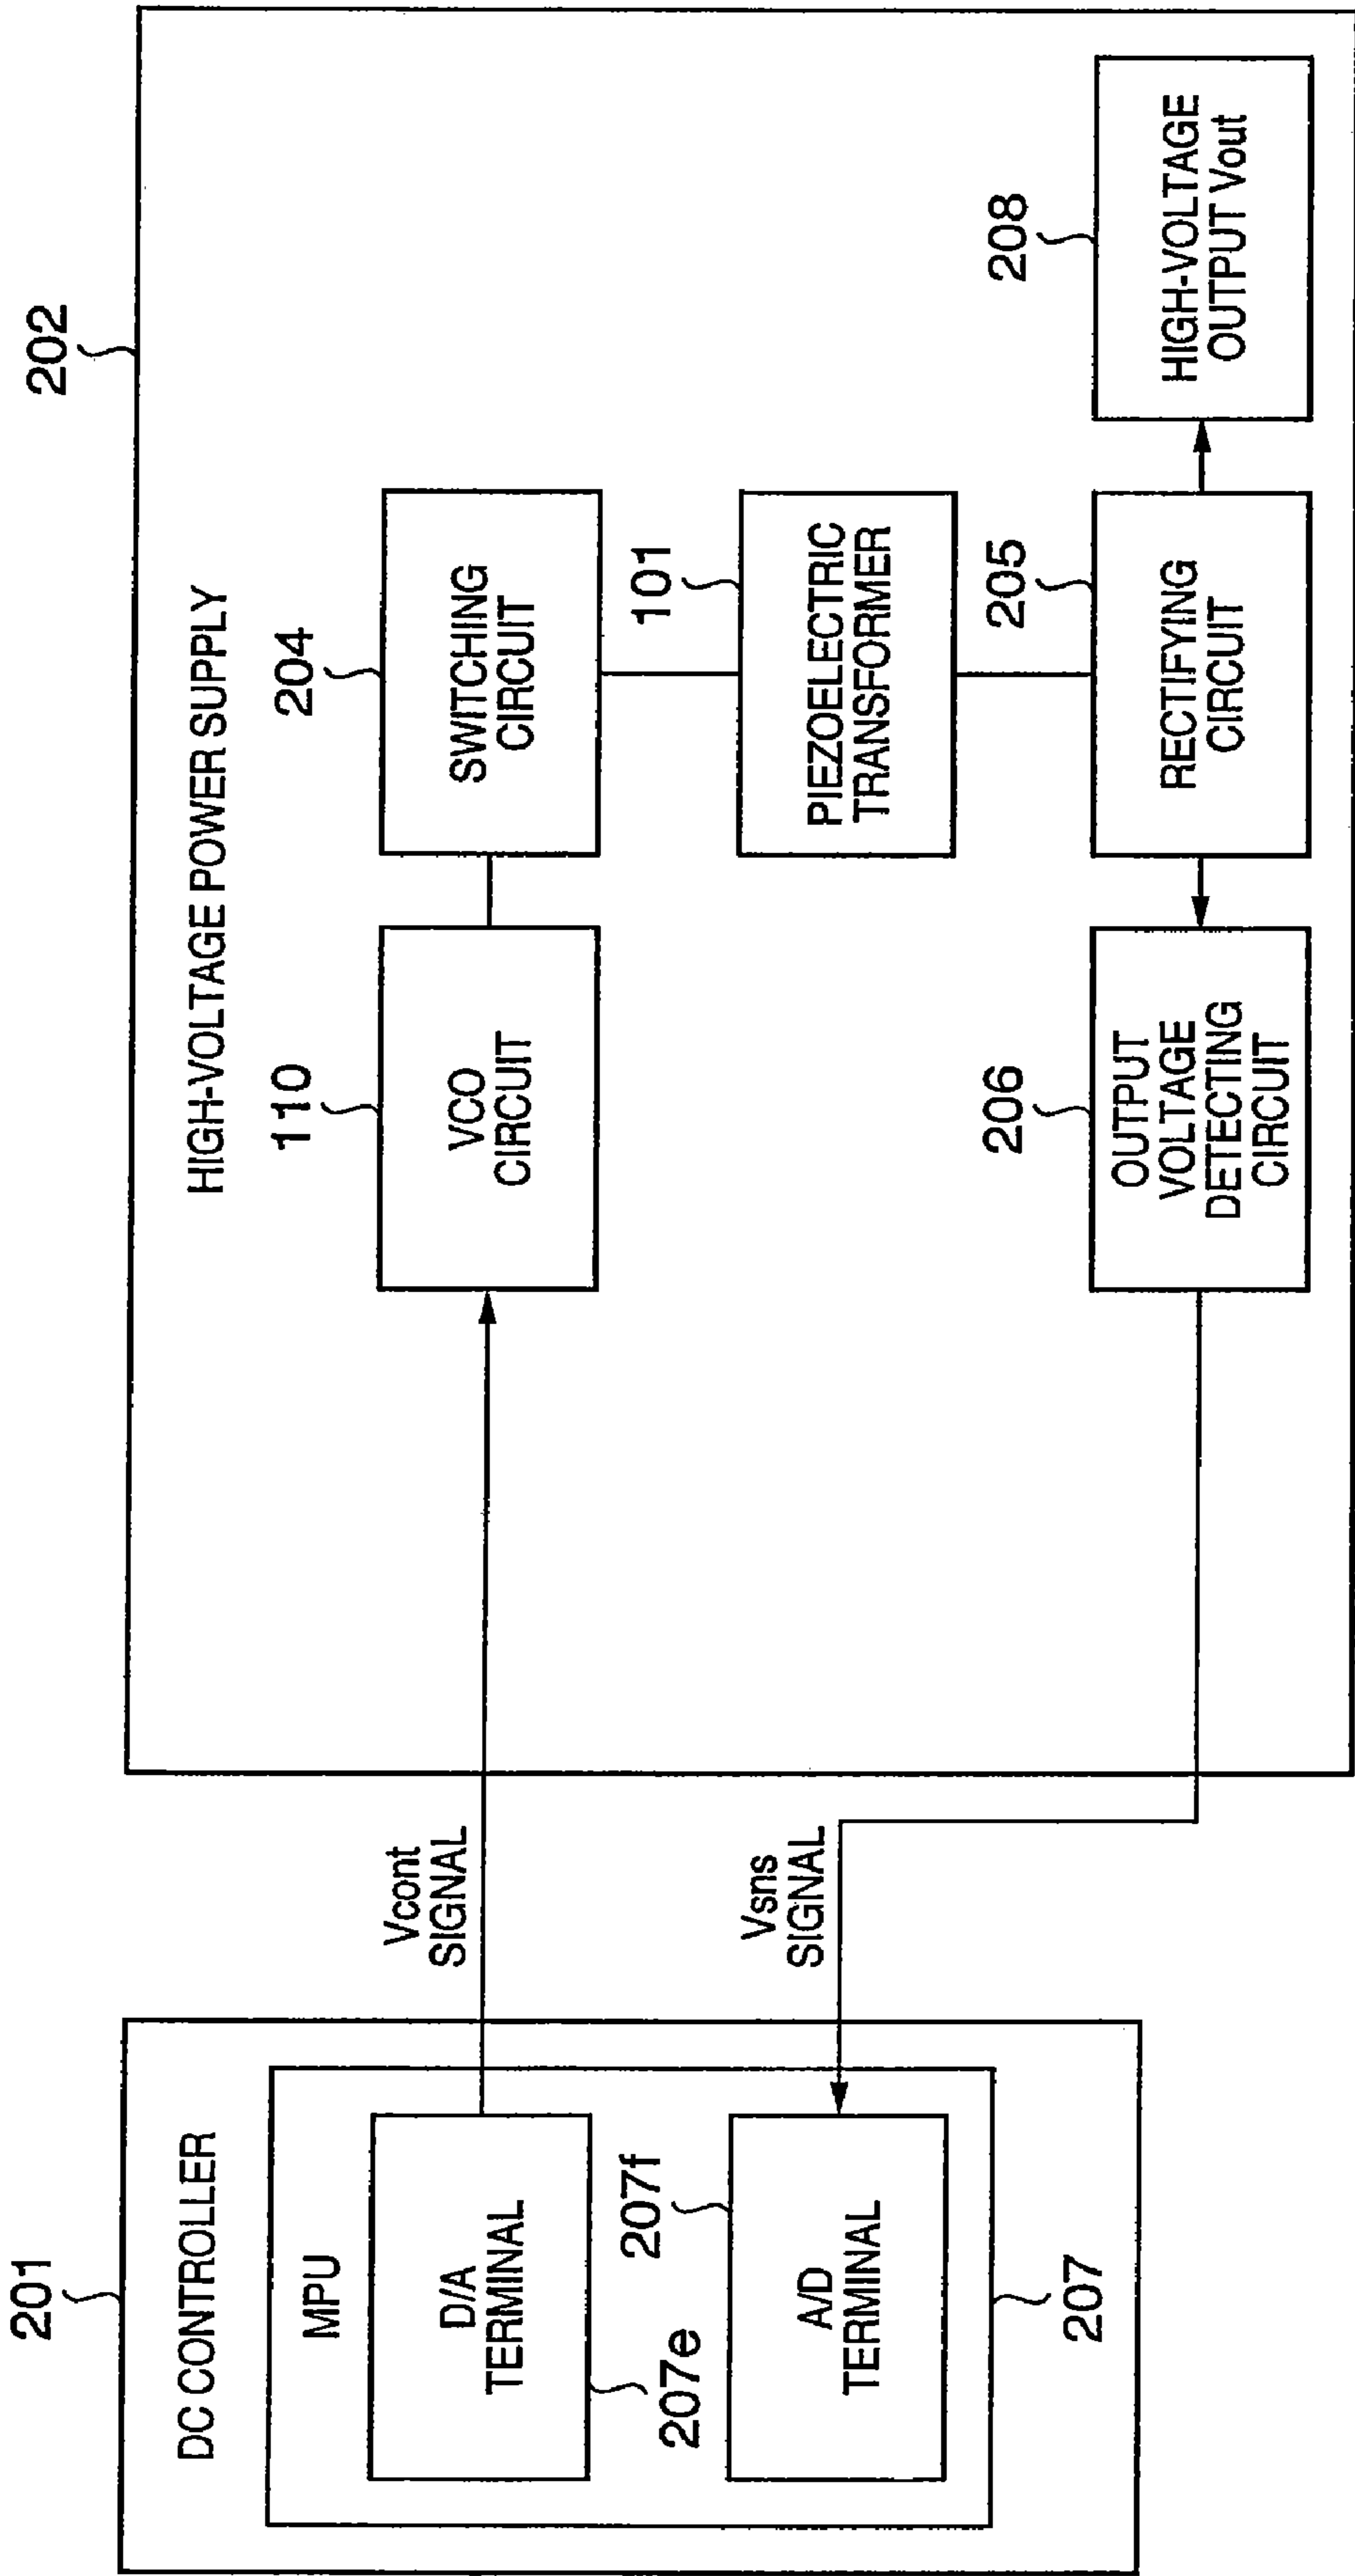 202
HIGH-VOLTAGE POWER SUPPLY
201
DC CONTROLLER
MPU
D/A
TERMINAL
207e
207f
A/D
TERMINAL
207
Vcont
SIGNAL
Vsns
SIGNAL
110
VCO
CIRCUIT
204
SWITCHING
CIRCUIT
101
PIEZOELECTRIC
TRANSFORMER
205
RECTIFYING
CIRCUIT
206
OUTPUT
VOLTAGE
DETECTING
CIRCUIT
208
HIGH-VOLTAGE
OUTPUT Vout